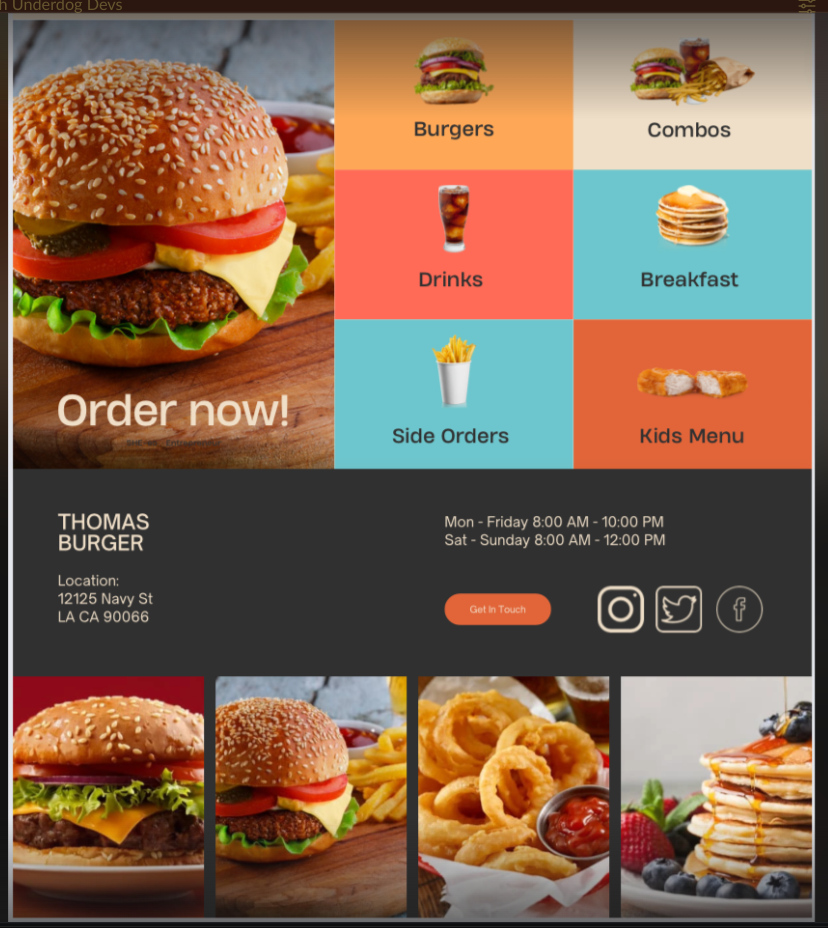 h Underdog Devs
Burgers
Combos
Drinks
Breakfast
Order now!
Side Orders
Kids Menu
THOMAS
BURGER
Location:
12125 Navy St
LA CA 90066
Mon - Friday 8:00 AM - 10:00 PM
Sat - Sunday 8:00 AM - 12:00 PM
Get In Touch